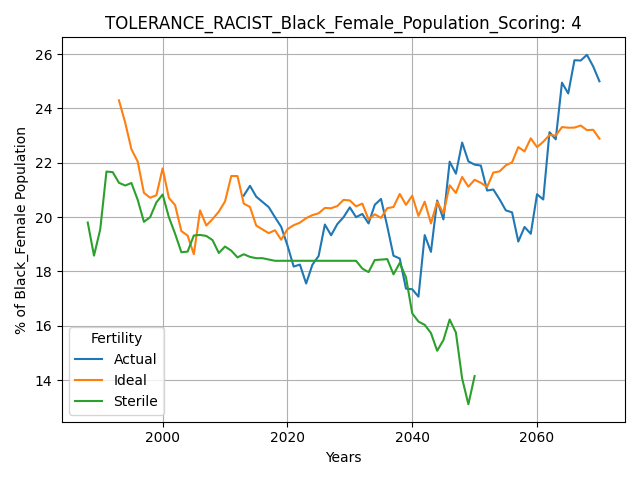 TOLERANCE_RACIST_Black_Female_Population_Scoring: 4
% of Black_Female Population
26
24
22
20
18
16
14
Fertility
Actual
Ideal
Sterile
2000
2020
2040
2060
Years